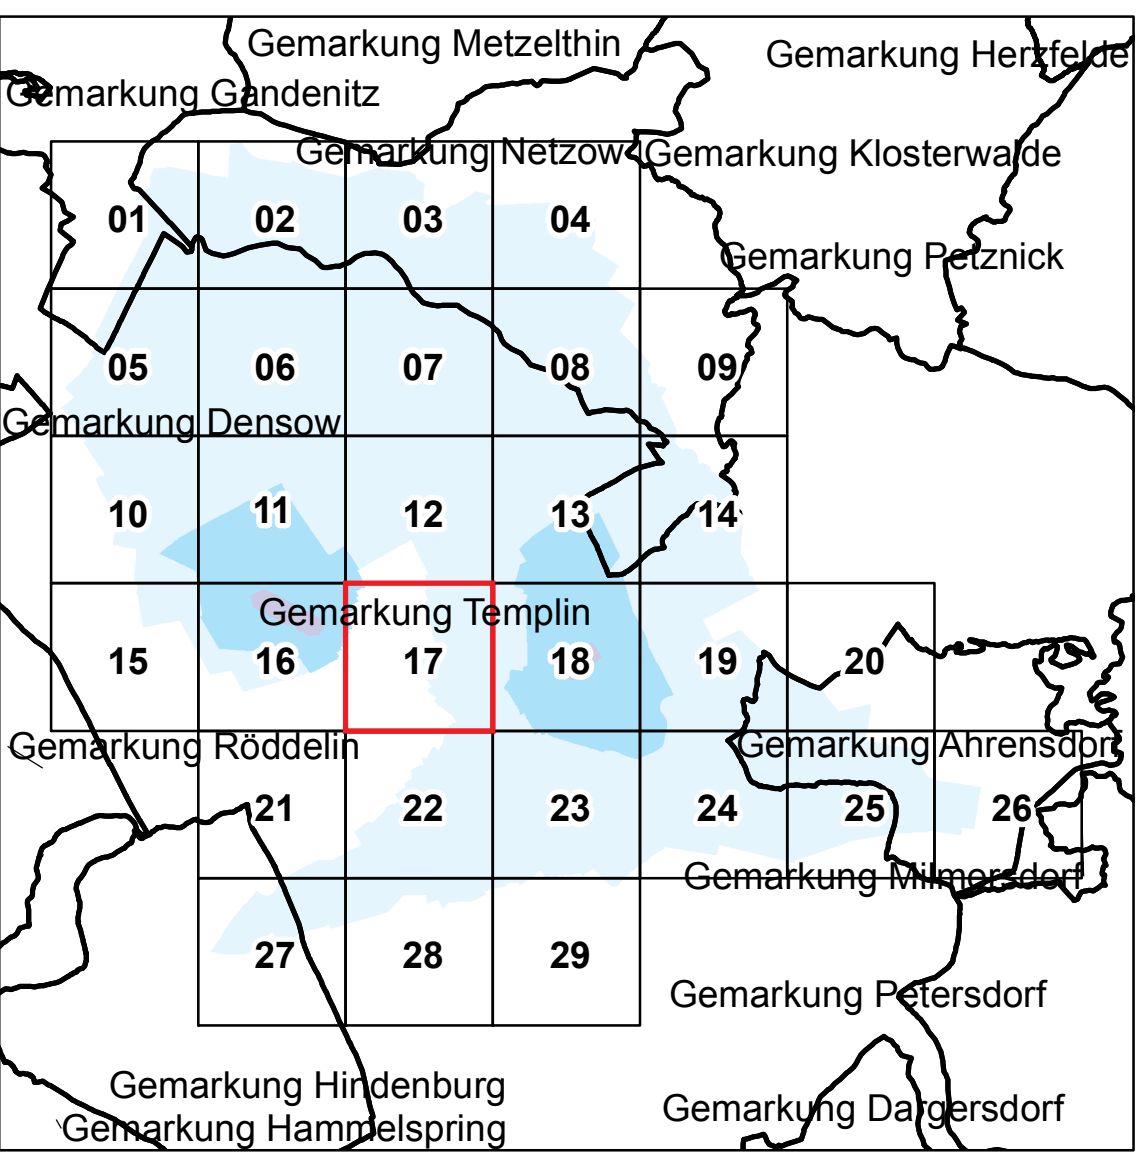 Gemarkung Metzelthin
Gemarkung Herzfelde
Gemarkung Gandenitz
Gemarkung Netzow
Gemarkung Klosterwalde
01
02
03
04
Gemarkung Petznick
05
06
07
08
09
Gemarkung Densow
10
11
12
13
14
Gemarkung Templin
15
16
17
18
19
20
Gemarkung Röddelin
Gemarkung Ahrensdorf
21
22
23
24
25
26
Gemarkung Milmersdorf
27
28
29
Gemarkung Petersdorf
Gemarkung Hindenburg
Gemarkung Dargersdorf
Gemarkung Hammelspring